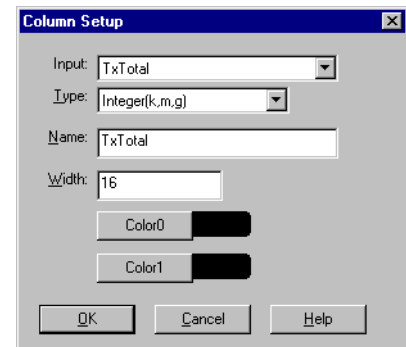 Column Setup
Input: TxTotal
Type: Integer(k,m,g)
Name: TxTotal
Width: 16
Color0
Color1
OK Cancel Help